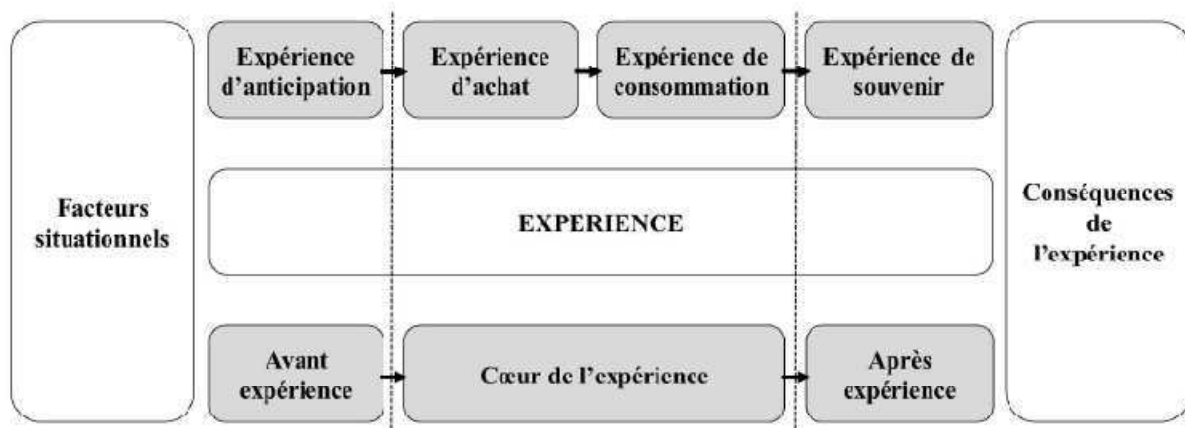 Expérience
d'anticipation
Expérience
d'achat
Expérience de
consommation
Expérience de
souvenir
Facteurs
situationnels
EXPERIENCE
Conséquences
de
l'expérience
Avant
expérience
Cœur de l'expérience
Après
expérience